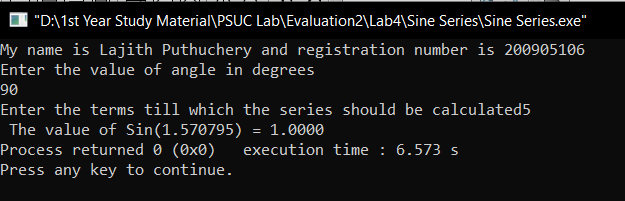 "D:\1st Year Study Material\PSUC Lab\Evaluation2\Lab4\Sine Series\Sine Series.exe"
My name is Lajith Puthuchery and registration number is 200905106
Enter the value of angle in degrees
90
Enter the terms till which the series should be calculated5
 The value of Sin(1.570795) = 1.0000
Process returned 0 (0x0)   execution time : 6.573 s
Press any key to continue.